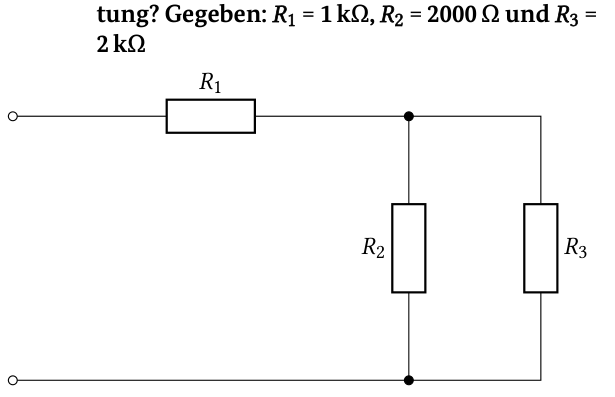 tung? Gegeben: R₁ = 1 kΩ, R₂ = 2000 Ω und R₃ =
2 kΩ
R₁
R₂
R₃